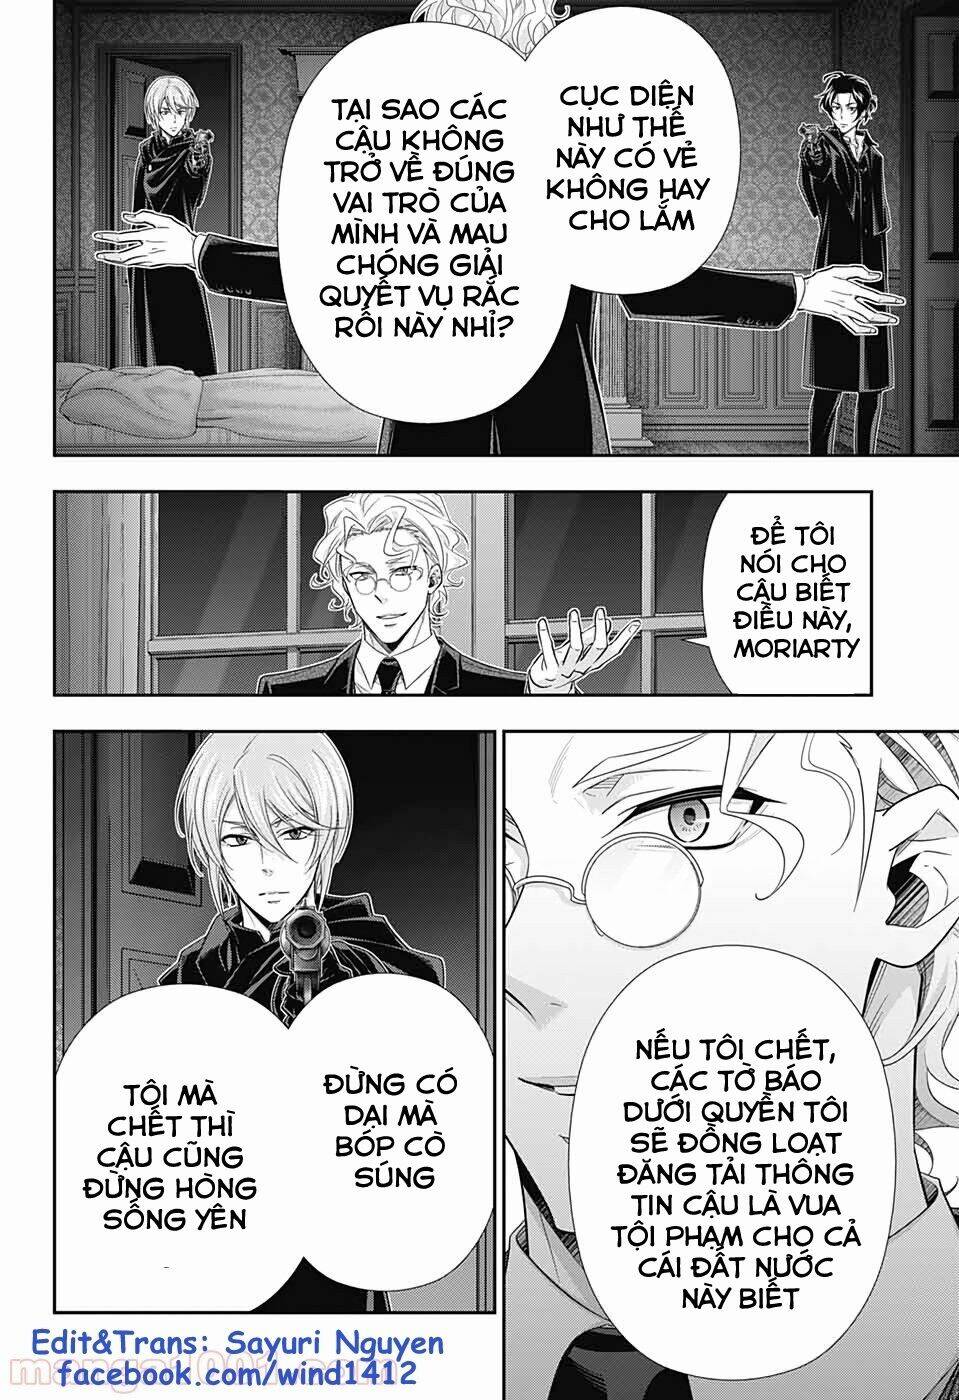 CỤC DIỆN
NHƯ THẾ
NÀY CÓ VẺ
KHÔNG HAY
CHO LẮM
TẠI SAO CÁC
CẬU KHÔNG
TRỞ VỀ ĐÚNG
VAI TRÒ CỦA
MÌNH VÀ MAU
CHÓNG GIẢI
QUYẾT VỤ RẮC
RỐI NÀY NHỈ?
ĐỂ TÔI
NÓI CHO
CẬU BIẾT
ĐIỀU NÀY,
MORIARTY
NẾU TÔI CHẾT,
CÁC TỜ BÁO
DƯỚI QUYỀN TÔI
SẼ ĐỒNG LOẠT
ĐĂNG TẢI THÔNG
TIN CẬU LÀ VUA
TỘI PHẠM CHO CẢ
CÁI ĐẤT NƯỚC
NÀY BIẾT
ĐỪNG CÓ
DẠI MÀ
BÓP CÒ
SÚNG
TÔI MÀ
CHẾT THÌ
CẬU CŨNG
ĐỪNG HÒNG
SỐNG YÊN
Edit&Trans: Sayuri Nguyen
facebook.com/wind1412